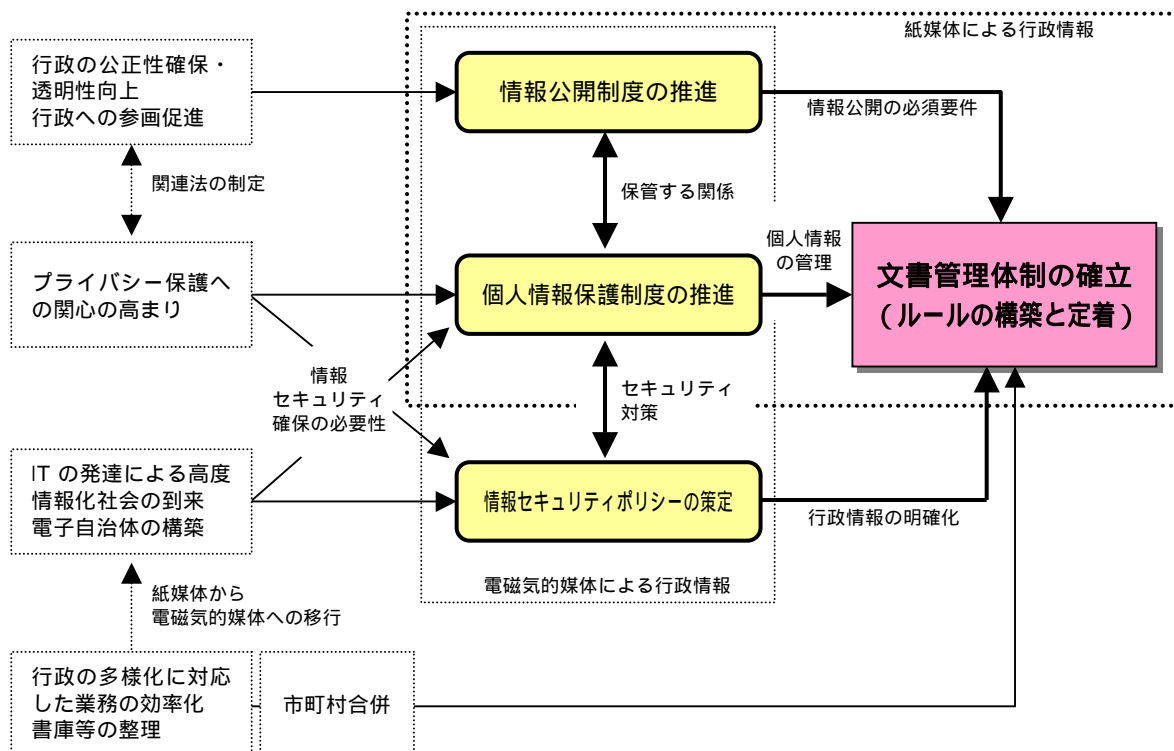 紙媒体による行政情報
行政の公正性確保・
透明性向上
行政への参画促進
情報公開制度の推進
情報公開の必須要件
関連法の制定
保管する関係
プライバシー保護へ
の関心の高まり
個人情報保護制度の推進
個人情報
の管理
文書管理体制の確立
(ルールの構築と定着)
情報
セキュリティ
確保の必要性
セキュリティ
対策
IT の発達による高度
情報化社会の到来
電子自治体の構築
情報セキュリティポリシーの策定
行政情報の明確化
電磁気的媒体による行政情報
紙媒体から
電磁気的媒体への移行
行政の多様化に対応
した業務の効率化
書庫等の整理
市町村合併